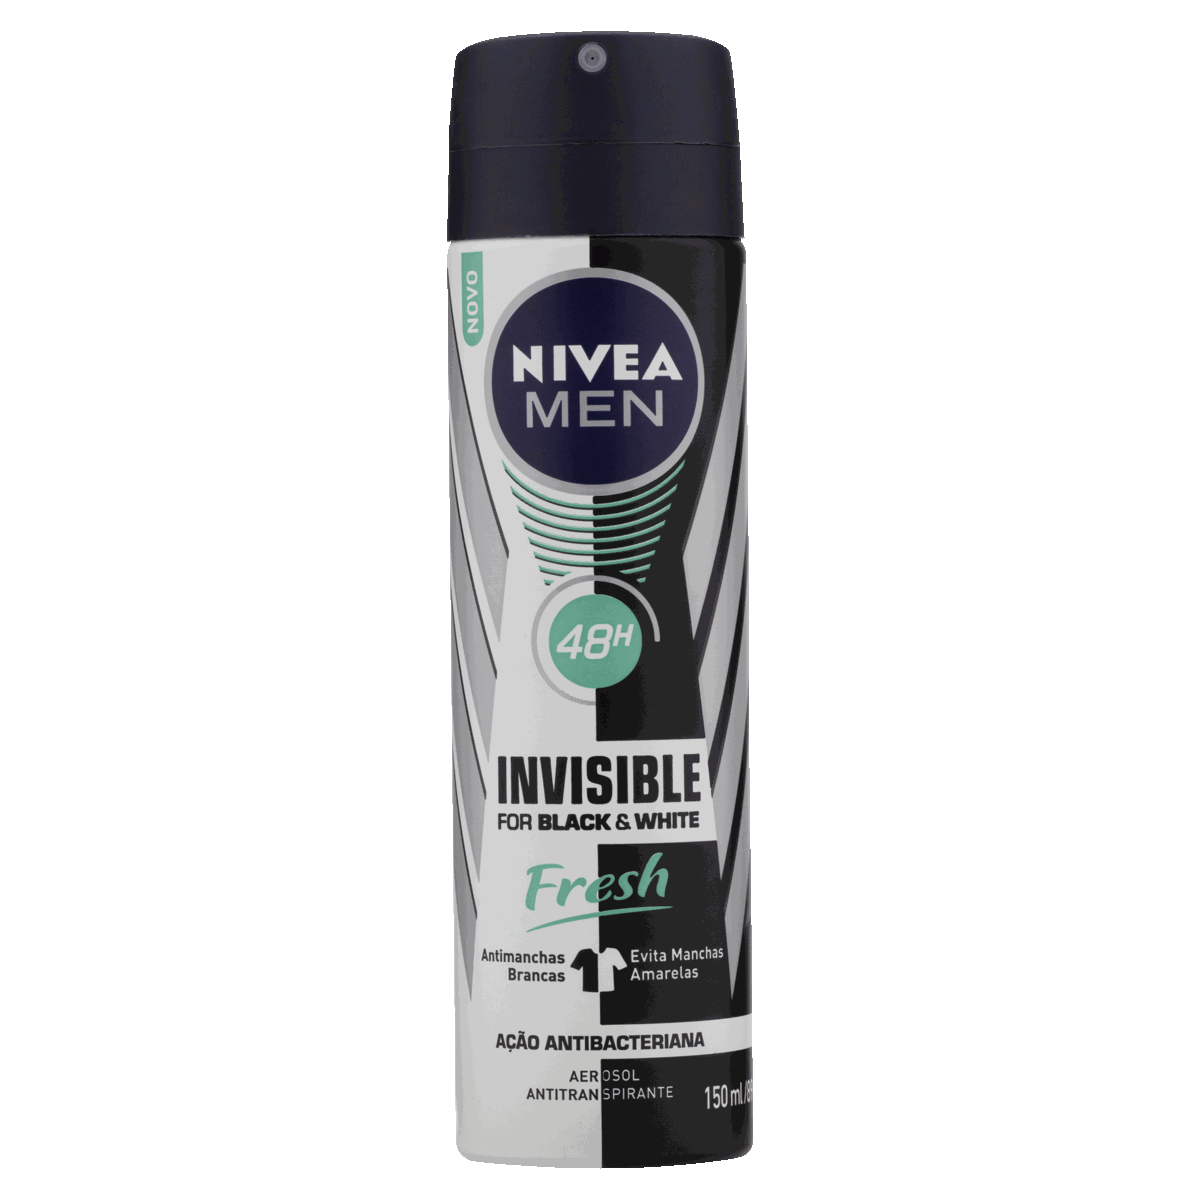 NOVO
NIVEA
MEN
48H
INVISIBLE
FOR BLACK & WHITE
Fresh
Antimanchas
Brancas
Evita Manchas
Amarelas
AÇÃO ANTIBACTERIANA
AEROSOL
ANTITRANSPIRANTE
150 ml